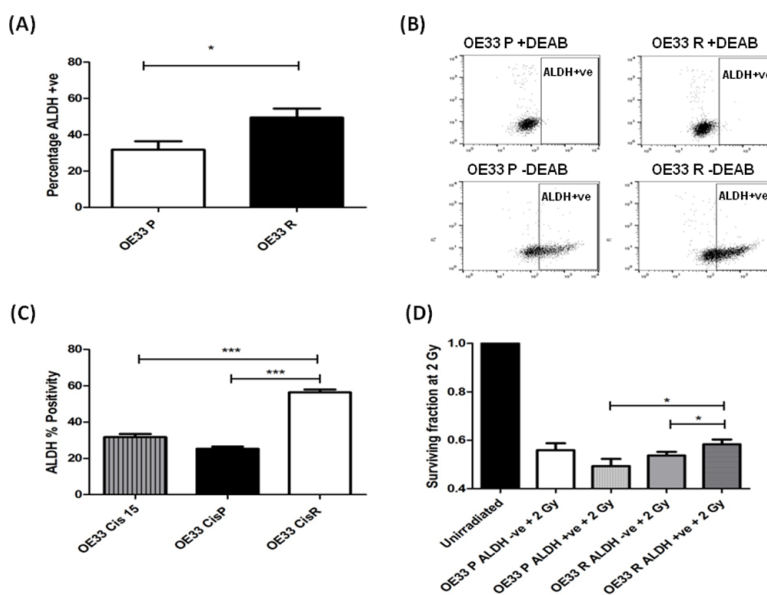 (A)
*
Percentage ALDH +ve
80
60
40
20
0
OE33 P
OE33 R
(B)
OE33 P +DEAB
ALDH+ve
OE33 R +DEAB
ALDH+ve
OE33 P -DEAB
ALDH+ve
OE33 R -DEAB
ALDH+ve
(C)
***
***
ALDH % Positivity
80
60
40
20
0
OE33 Cis 15
OE33 CisP
OE33 CisR
(D)
*
*
Surviving fraction at 2 Gy
1.0
0.8
0.6
0.4
Unirradiated
OE33 P ALDH -ve + 2 Gy
OE33 P ALDH +ve + 2 Gy
OE33 R ALDH -ve + 2 Gy
OE33 R ALDH +ve + 2 Gy